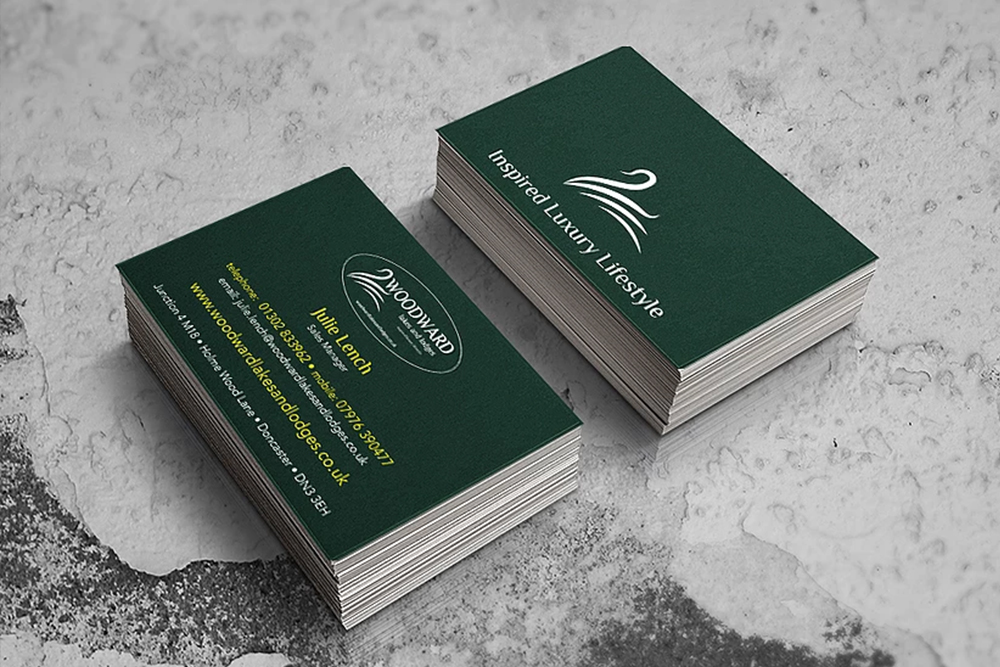 WOODWARD
lakes and lodges
Julie Lench
Sales Manager
telephone: 01302 833962 • mobile: 07976 390477
email: julie.lench@woodwardlakesandlodges.co.uk
www.woodwardlakesandlodges.co.uk
Junction 4 M18 • Holme Wood Lane • Doncaster • DN3 3EH
Inspired Luxury Lifestyle